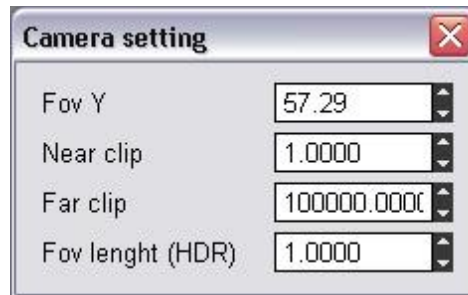 Camera setting
Fov Y 57.29
Near clip 1.0000
Far clip 100000.000
Fov lenght (HDR) 1.0000